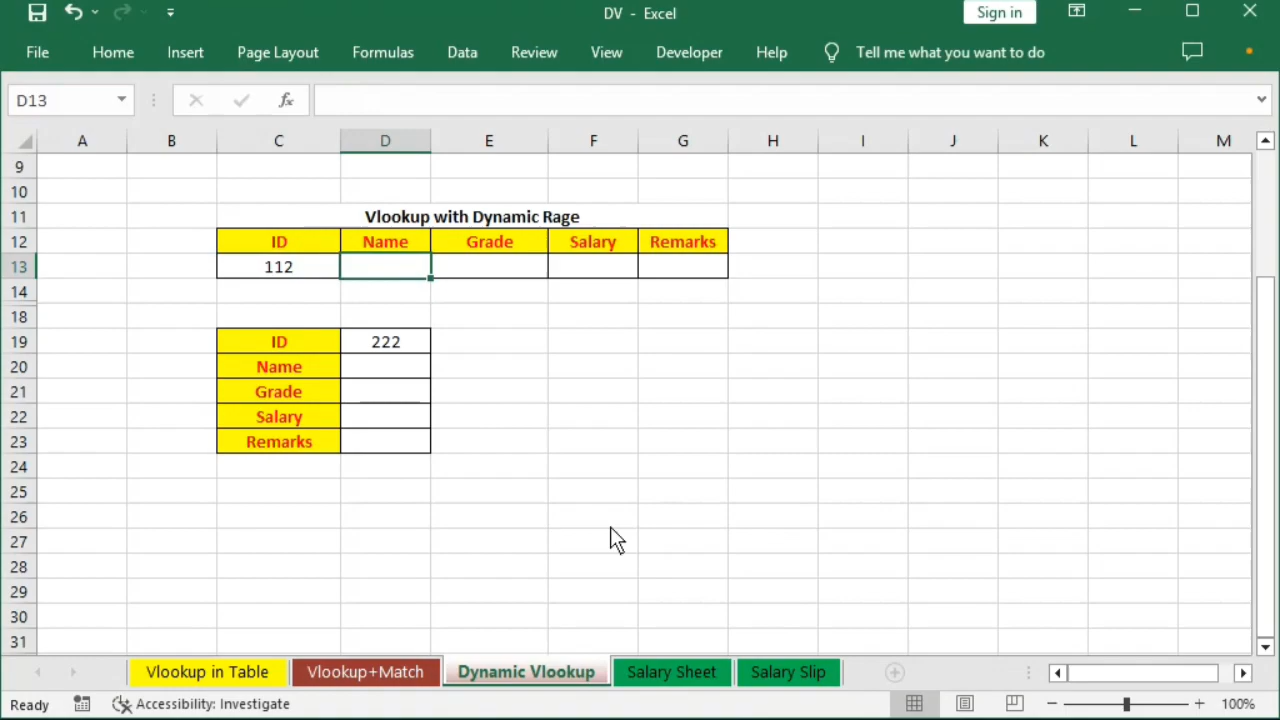 DV - Excel
Sign in
File Home Insert Page Layout Formulas Data Review View Developer Help Tell me what you want to do
D13 fx
A B C D E F G H I J K L M
9
10
11 Vlookup with Dynamic Rage
12 ID Name Grade Salary Remarks
13 112
14
18
19 ID 222
20 Name
21 Grade
22 Salary
23 Remarks
24
25
26
27
28
29
30
31
Vlookup in Table Vlookup+Match Dynamic Vlookup Salary Sheet Salary Slip
Ready Accessibility: Investigate 100%